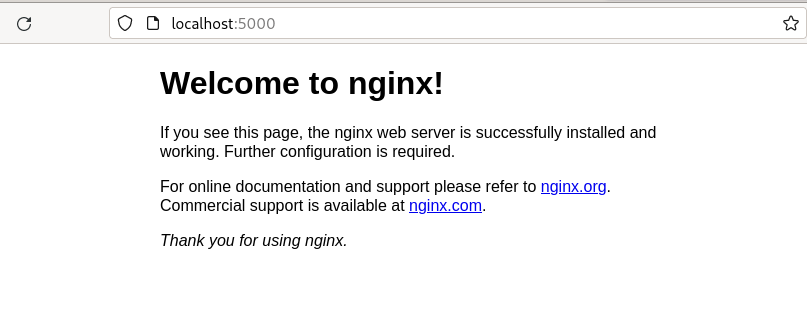 localhost:5000
Welcome to nginx!
If you see this page, the nginx web server is successfully installed and
working. Further configuration is required.
For online documentation and support please refer to nginx.org.
Commercial support is available at nginx.com.
Thank you for using nginx.